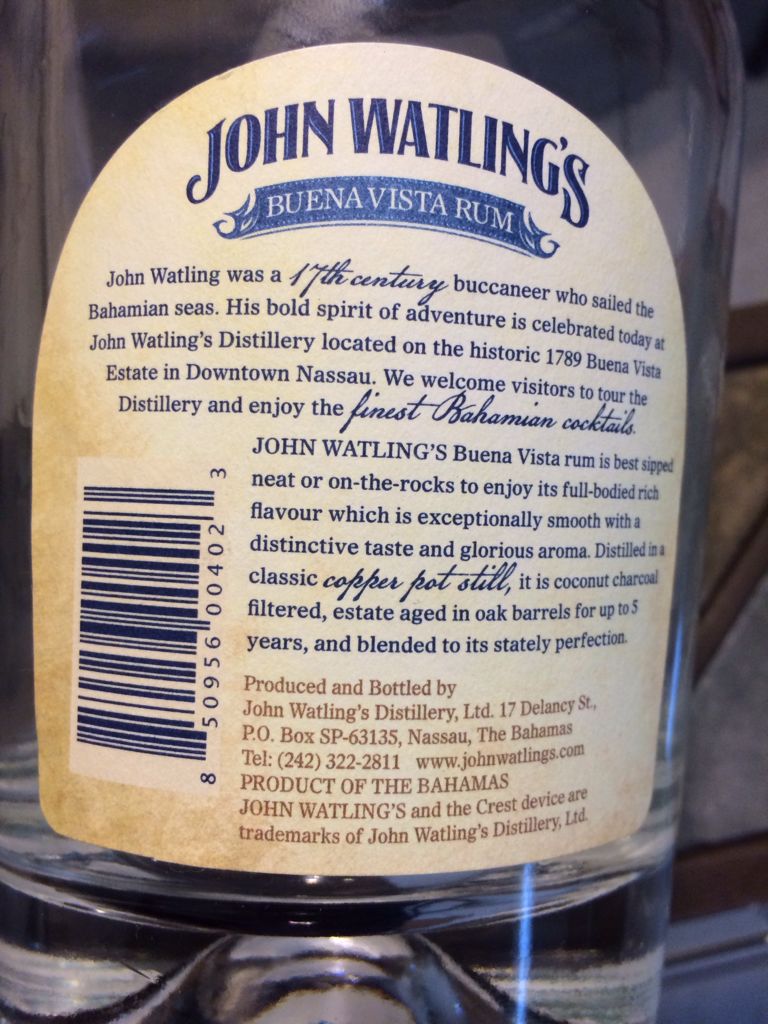 JOHN WATLING'S
BUENA VISTA RUM
John Watling was a 17th century buccaneer who sailed the
Bahamian seas. His bold spirit of adventure is celebrated today at
John Watling's Distillery located on the historic 1789 Buena Vista
Estate in Downtown Nassau. We welcome visitors to tour the
Distillery and enjoy the finest Bahamian cocktails.
JOHN WATLING'S Buena Vista rum is best sipped
neat or on-the-rocks to enjoy its full-bodied rich
flavour which is exceptionally smooth with a
distinctive taste and glorious aroma. Distilled in a
classic copper pot still, it is coconut charcoal
filtered, estate aged in oak barrels for up to 5
years, and blended to its stately perfection.
8 50956 00402 3
Produced and Bottled by
John Watling's Distillery, Ltd. 17 Delancy St.,
P.O. Box SP-63135, Nassau, The Bahamas
Tel: (242) 322-2811 www.johnwatlings.com
PRODUCT OF THE BAHAMAS
JOHN WATLING'S and the Crest device are
trademarks of John Watling's Distillery, Ltd.